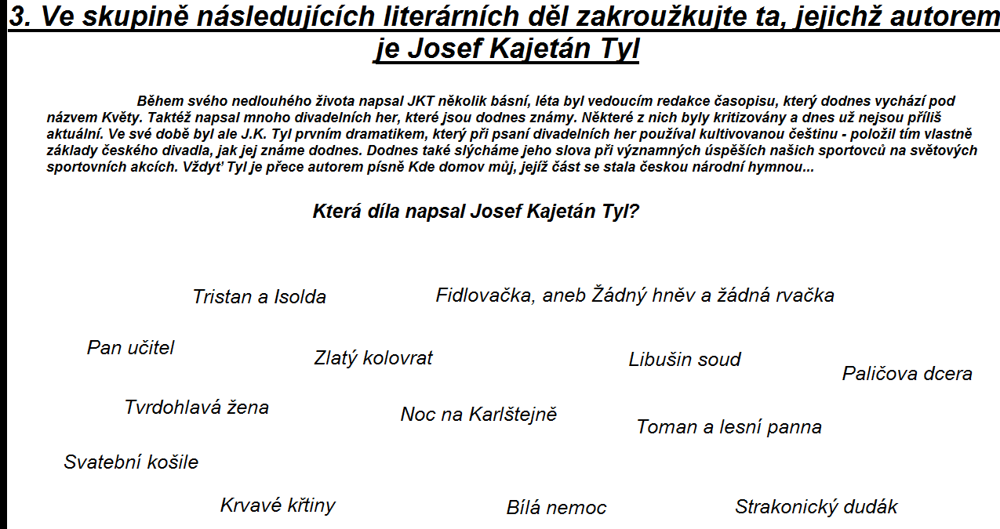 3. Ve skupině následujících literárních děl zakroužkujte ta, jejichž autorem
je Josef Kajetán Tyl
Během svého nedlouhého života napsal JKT několik básní, léta byl vedoucím redakce časopisu, který dodnes vychází pod
názvem Květy. Taktéž napsal mnoho divadelních her, které jsou dodnes známy. Některé z nich byly kritizovány a dnes už nejsou příliš
aktuální. Ve své době byl ale J.K. Tyl prvním dramatikem, který při psaní divadelních her používal kultivovanou češtinu - položil tím vlastně
základy českého divadla, jak jej známe dodnes. Dodnes také slýcháme jeho slova při významných úspěších našich sportovců na světových
sportovních akcích. Vždyť Tyl je přece autorem písně Kde domov můj, jejíž část se stala českou národní hymnou...
Která díla napsal Josef Kajetán Tyl?
Tristan a Isolda
Fidlovačka, aneb Žádný hněv a žádná rvačka
Pan učitel
Zlatý kolovrat
Libušin soud
Paličova dcera
Tvrdohlavá žena
Noc na Karlštejně
Toman a lesní panna
Svatební košile
Krvavé křtiny
Bílá nemoc
Strakonický dudák